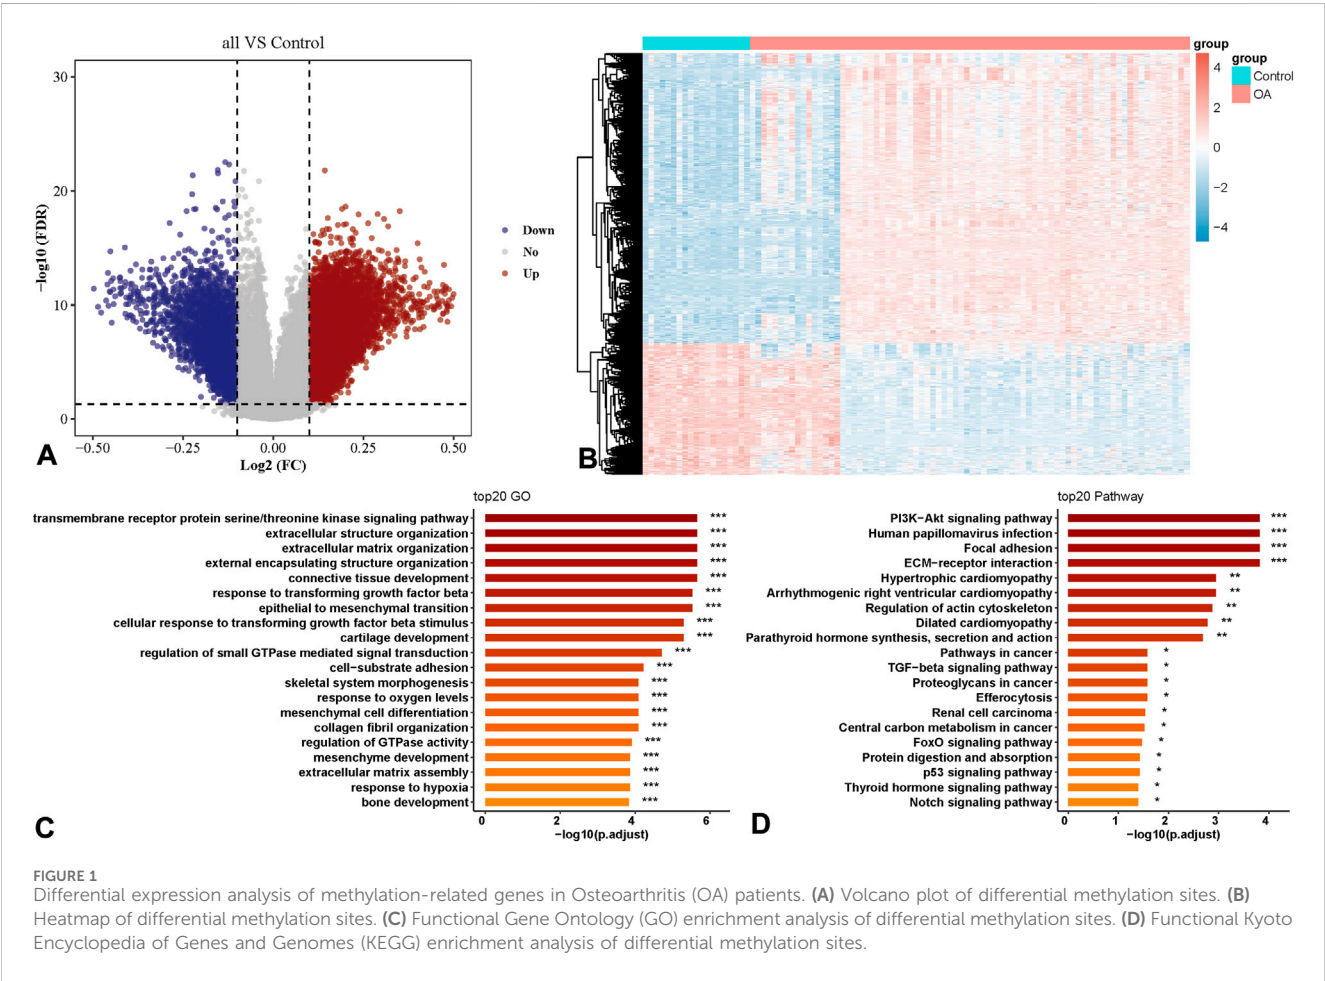 all VS Control
30
20
10
0
−log10 (FDR)
−0.50
−0.25
0.00
0.25
0.50
Log2 (FC)
Down
No
Up
A
group
4
2
0
−2
−4
group
Control
OA
B
top20 GO
transmembrane receptor protein serine/threonine kinase signaling pathway ***
extracellular structure organization ***
extracellular matrix organization ***
external encapsulating structure organization ***
connective tissue development ***
response to transforming growth factor beta ***
epithelial to mesenchymal transition ***
cellular response to transforming growth factor beta stimulus ***
cartilage development ***
regulation of small GTPase mediated signal transduction ***
cell−substrate adhesion ***
skeletal system morphogenesis ***
response to oxygen levels ***
mesenchymal cell differentiation ***
collagen fibril organization ***
regulation of GTPase activity ***
mesenchyme development ***
extracellular matrix assembly ***
response to hypoxia ***
bone development ***
0 2 4 6
−log10(p.adjust)
C
top20 Pathway
PI3K−Akt signaling pathway ***
Human papillomavirus infection ***
Focal adhesion ***
ECM−receptor interaction ***
Hypertrophic cardiomyopathy **
Arrhythmogenic right ventricular cardiomyopathy **
Regulation of actin cytoskeleton **
Dilated cardiomyopathy **
Parathyroid hormone synthesis, secretion and action **
Pathways in cancer *
TGF−beta signaling pathway *
Proteoglycans in cancer *
Efferocytosis *
Renal cell carcinoma *
Central carbon metabolism in cancer *
FoxO signaling pathway *
Protein digestion and absorption *
p53 signaling pathway *
Thyroid hormone signaling pathway *
Notch signaling pathway *
0 1 2 3 4
−log10(p.adjust)
D
FIGURE 1
Differential expression analysis of methylation-related genes in Osteoarthritis (OA) patients. (A) Volcano plot of differential methylation sites. (B)
Heatmap of differential methylation sites. (C) Functional Gene Ontology (GO) enrichment analysis of differential methylation sites. (D) Functional Kyoto
Encyclopedia of Genes and Genomes (KEGG) enrichment analysis of differential methylation sites.